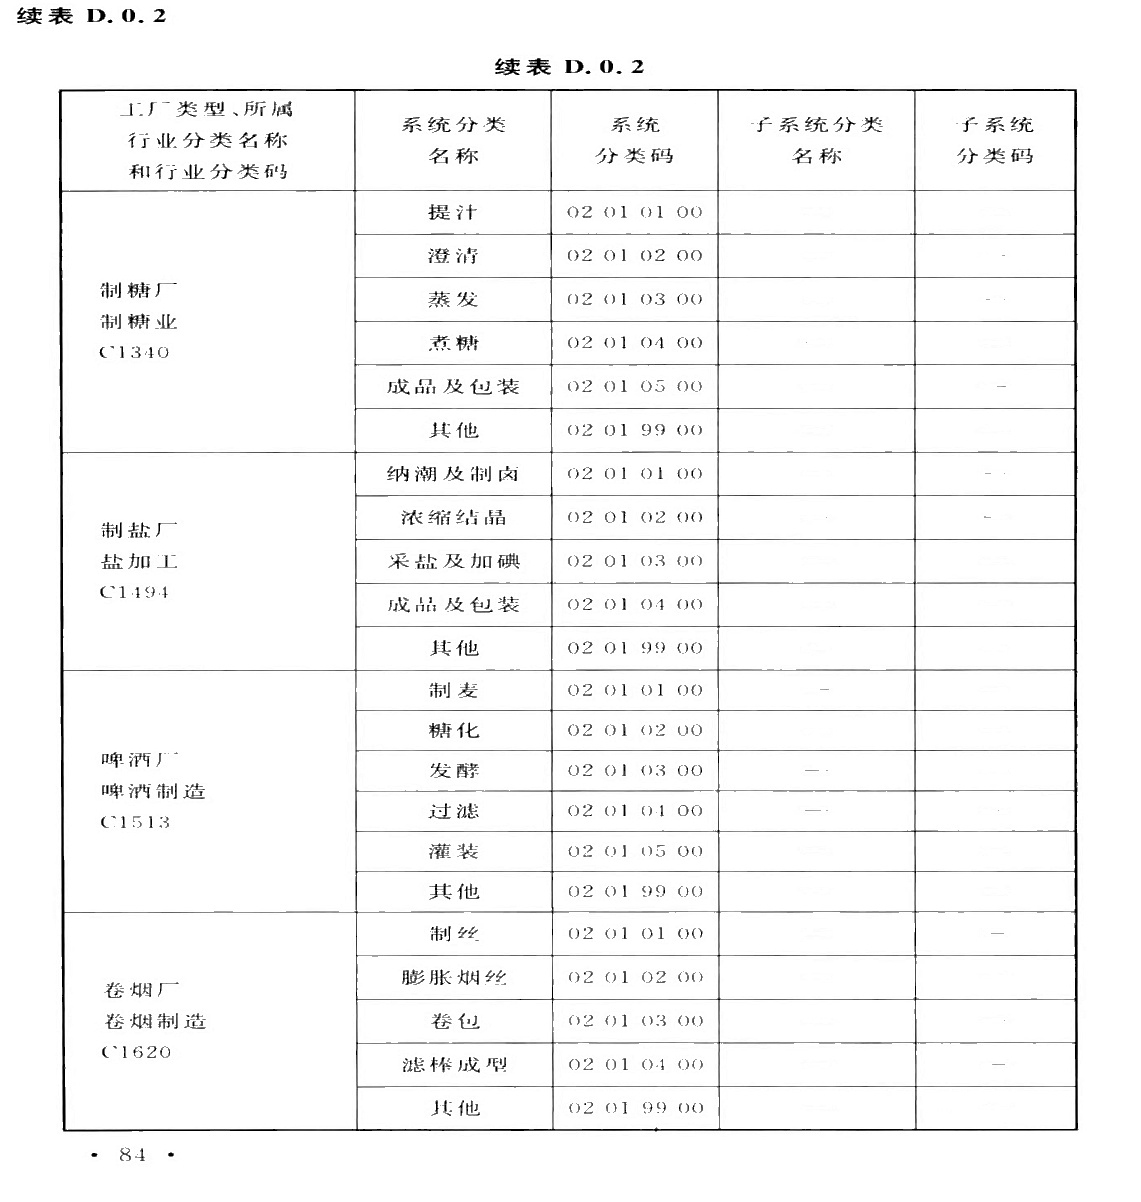 续表 D.0.2
续表 D.0.2
工厂类型、所属
行业分类名称
和行业分类码
系统分类
名称
系统
分类码
子系统分类
名称
子系统
分类码
制糖厂
制糖业
C1340
提汁 02 01 01 00
澄清 02 01 02 00
蒸发 02 01 03 00
煮糖 02 01 04 00
成品及包装 02 01 05 00 —
其他 02 01 99 00
制盐厂
盐加工
C1494
纳潮及制卤 02 01 01 00
浓缩结晶 02 01 02 00 —
采盐及加碘 02 01 03 00
成品及包装 02 01 04 00
其他 02 01 99 00
啤酒厂
啤酒制造
C1513
制麦 02 01 01 00 —
糖化 02 01 02 00
发酵 02 01 03 00 —
过滤 02 01 04 00 —
灌装 02 01 05 00
其他 02 01 99 00
卷烟厂
卷烟制造
C1620
制丝 02 01 01 00 —
膨胀烟丝 02 01 02 00
卷包 02 01 03 00
滤棒成型 02 01 04 00 —
其他 02 01 99 00
• 84 •